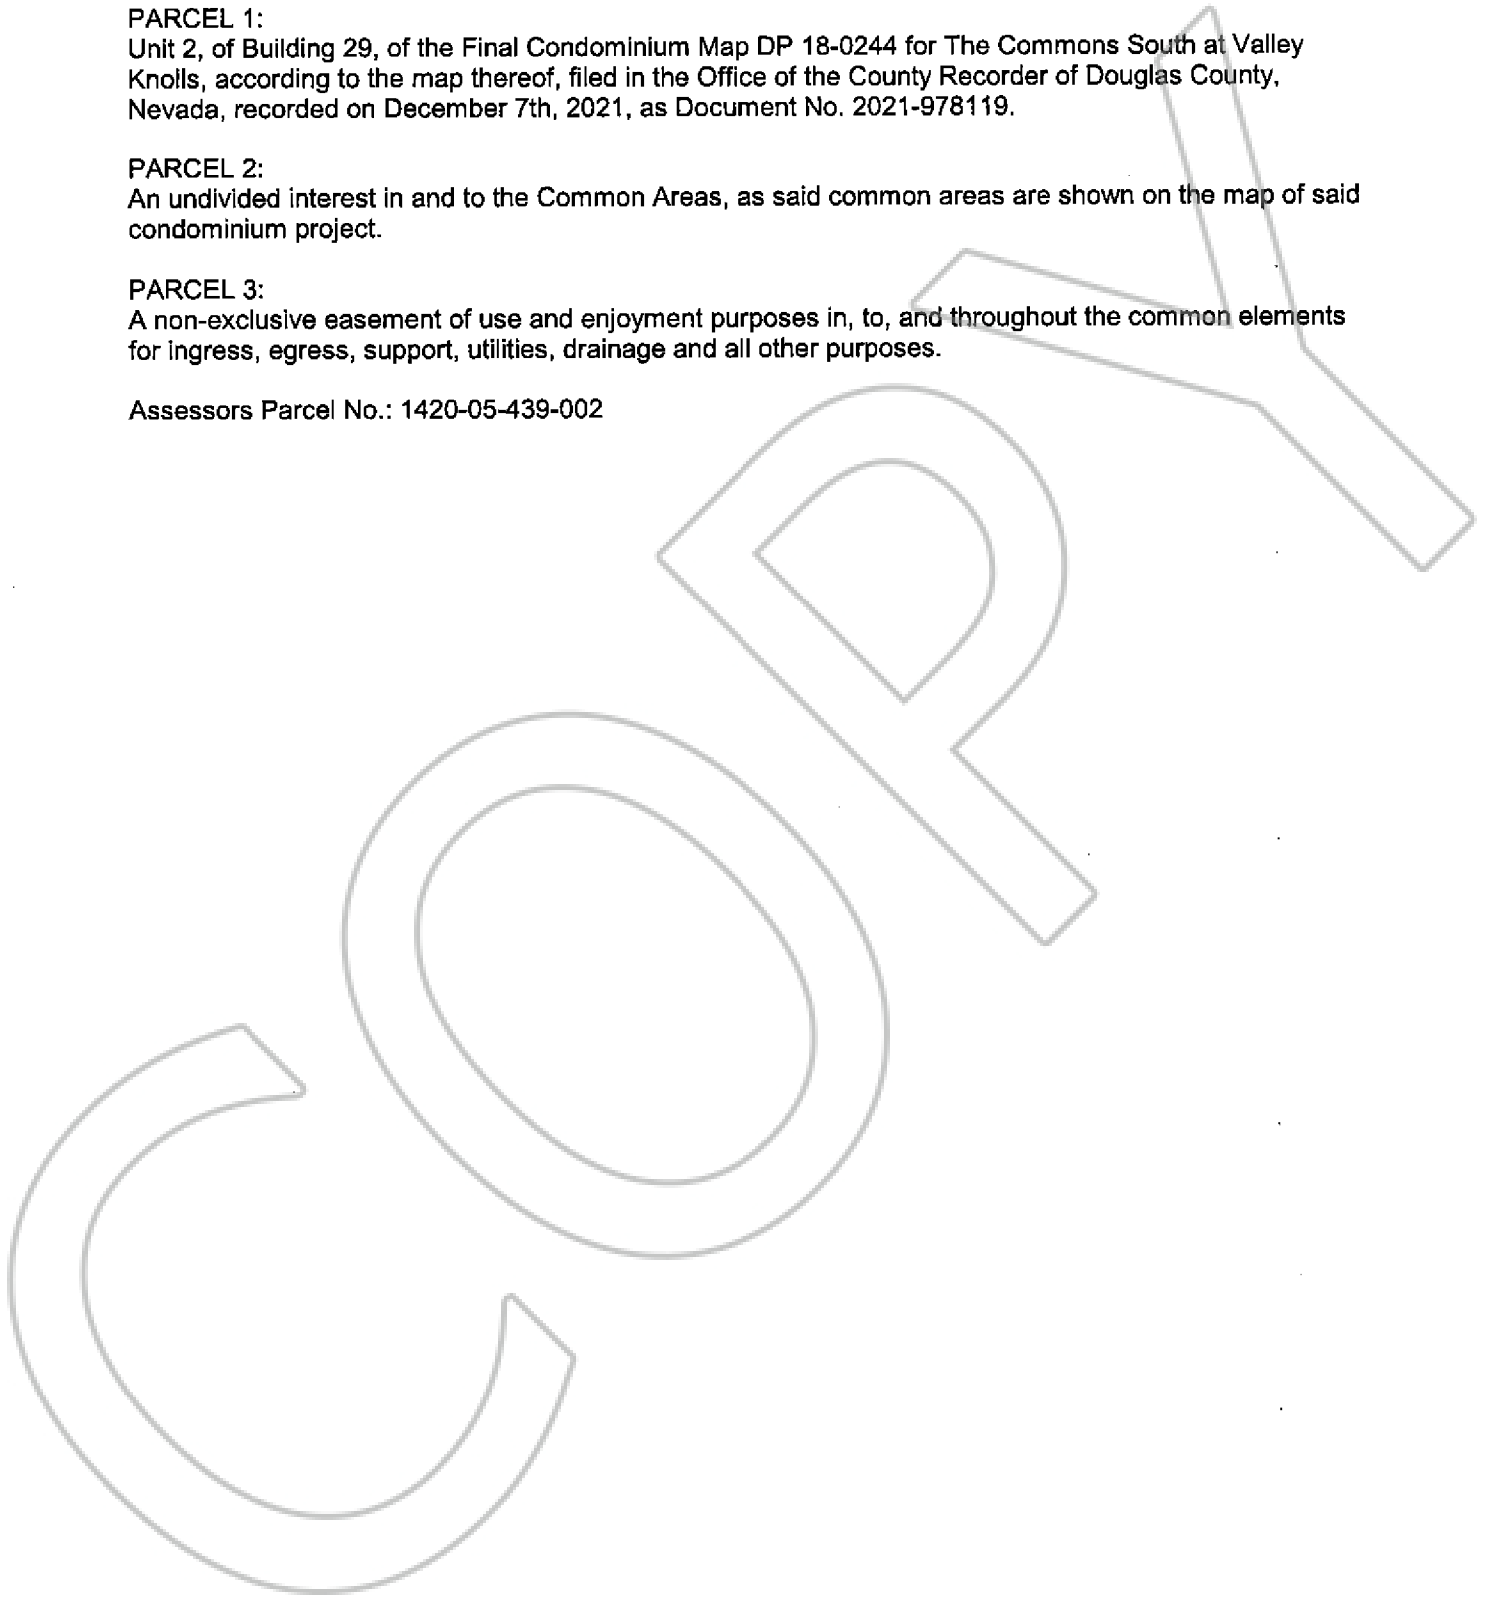 PARCEL 1:
Unit 2, of Building 29, of the Final Condominium Map DP 18-0244 for The Commons South at Valley
Knolls, according to the map thereof, filed in the Office of the County Recorder of Douglas County,
Nevada, recorded on December 7th, 2021, as Document No. 2021-978119.
PARCEL 2:
An undivided interest in and to the Common Areas, as said common areas are shown on the map of said
condominium project.
PARCEL 3:
A non-exclusive easement of use and enjoyment purposes in, to, and throughout the common elements
for ingress, egress, support, utilities, drainage and all other purposes.
Assessors Parcel No.: 1420-05-439-002
COPY